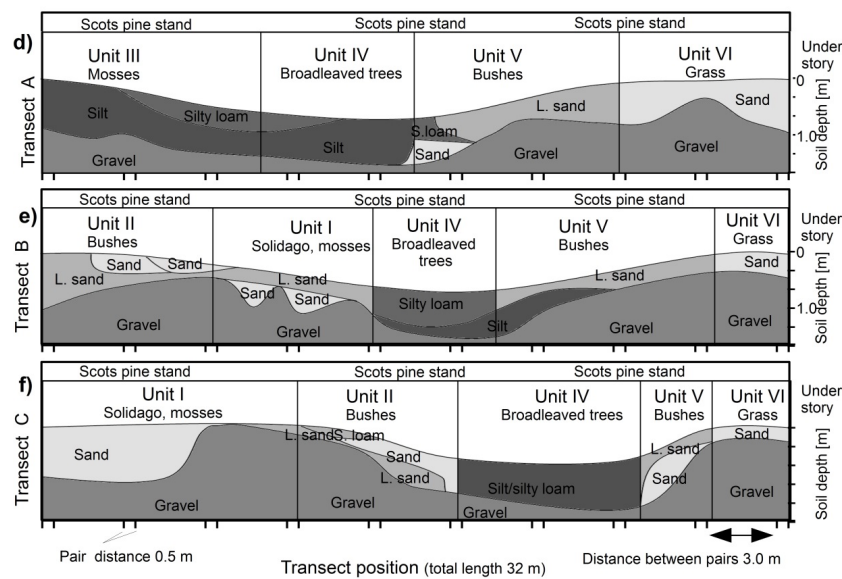 Scots pine stand Scots pine stand Scots pine stand
d)
Unit III Unit IV Unit V Unit VI Under
Mosses Broadleaved trees Bushes Grass story
Transect A
Silt Silty loam Silt S.loam Sand L. sand Sand
Gravel Gravel Gravel
0
1.0
Soil depth [m]
Scots pine stand Scots pine stand Scots pine stand
e)
Unit II Unit I Unit IV Unit V Unit VI Under
Bushes Solidago, mosses Broadleaved Bushes Grass story
trees
Transect B
L. sand Sand Sand L. sand L. sand Sand
Sand Sand Silty loam Silt
Gravel Gravel Gravel Gravel
0
1.0
Soil depth [m]
Scots pine stand Scots pine stand Scots pine stand
f)
Unit I Unit II Unit IV Unit V Unit VI Under
Solidago, mosses Bushes Broadleaved trees Bushes Grass story
Transect C
Sand L. sand S. loam Sand L. sand Silt/silty loam L. sand Sand Sand
Gravel Gravel Gravel Gravel
Soil depth [m]
Pair distance 0.5 m
Transect position (total length 32 m)
Distance between pairs 3.0 m